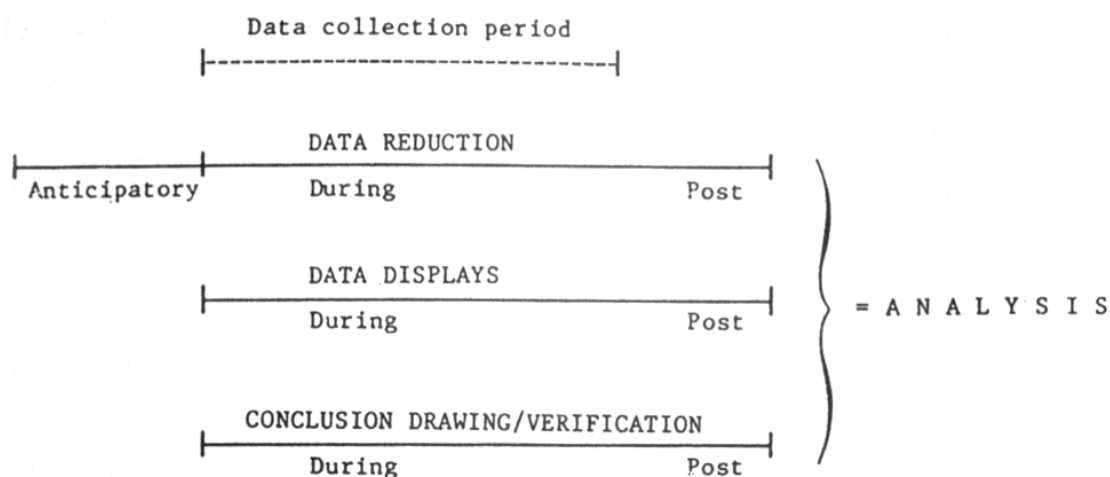 Data collection period
DATA REDUCTION
Anticipatory During Post
DATA DISPLAYS
During Post
= A N A L Y S I S
CONCLUSION DRAWING/VERIFICATION
During Post